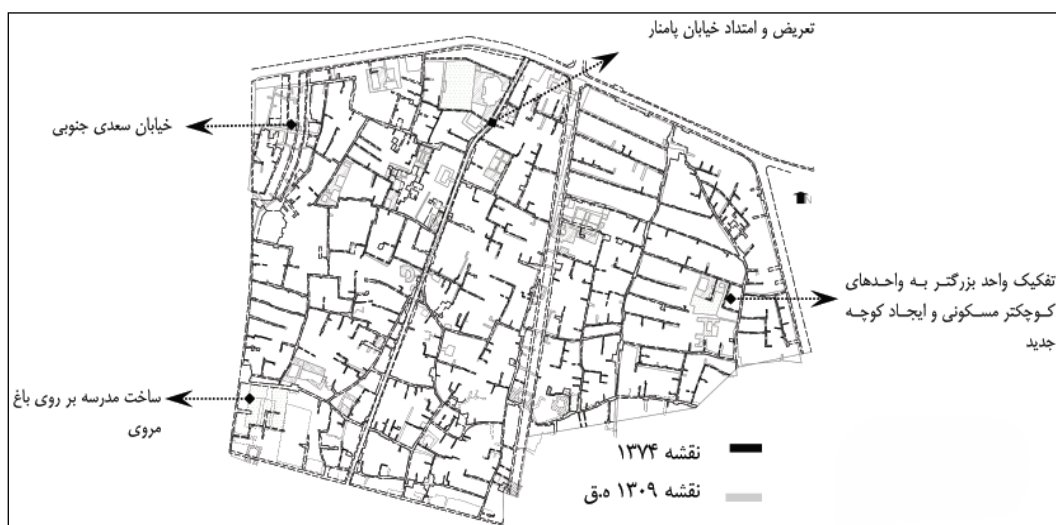 تعریض و امتداد خیابان پامنار
خیابان سعدی جنوبی
تفکیک واحد بزرگتر به واحدهای
کوچکتر مسکونی و ایجاد کوچه
جدید
ساخت مدرسه بر روی باغ
مروی
نقشه ۱۳۷۴
نقشه ۱۳۰۹ ه.ق